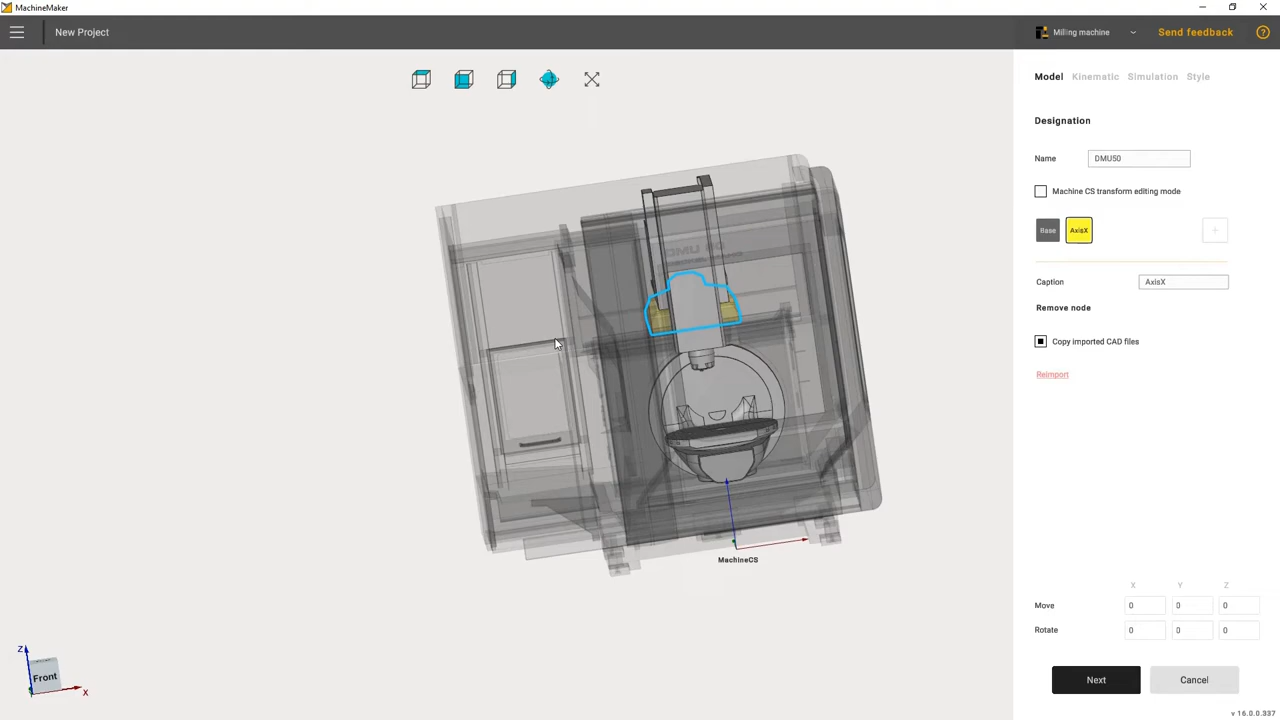 MachineMaker
New Project
Milling machine
Send feedback
?
Model Kinematic Simulation Style
Designation
Name DMU50
Machine CS transform editing mode
Base AxisX +
Caption AxisX
Remove node
Copy imported CAD files
Reimport
MachineCS
X Y Z
Move 0 0 0
Rotate 0 0 0
Z
Front
X
Next Cancel
v 16.0.0.337